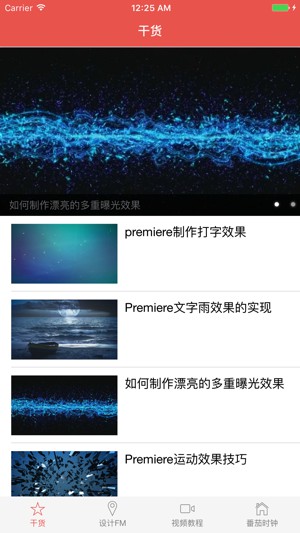 Carrier 12:25 AM
干货
如何制作漂亮的多重曝光效果
premiere制作打字效果
Premiere文字雨效果的实现
如何制作漂亮的多重曝光效果
Premiere运动效果技巧
干货 设计FM 视频教程 番茄时钟